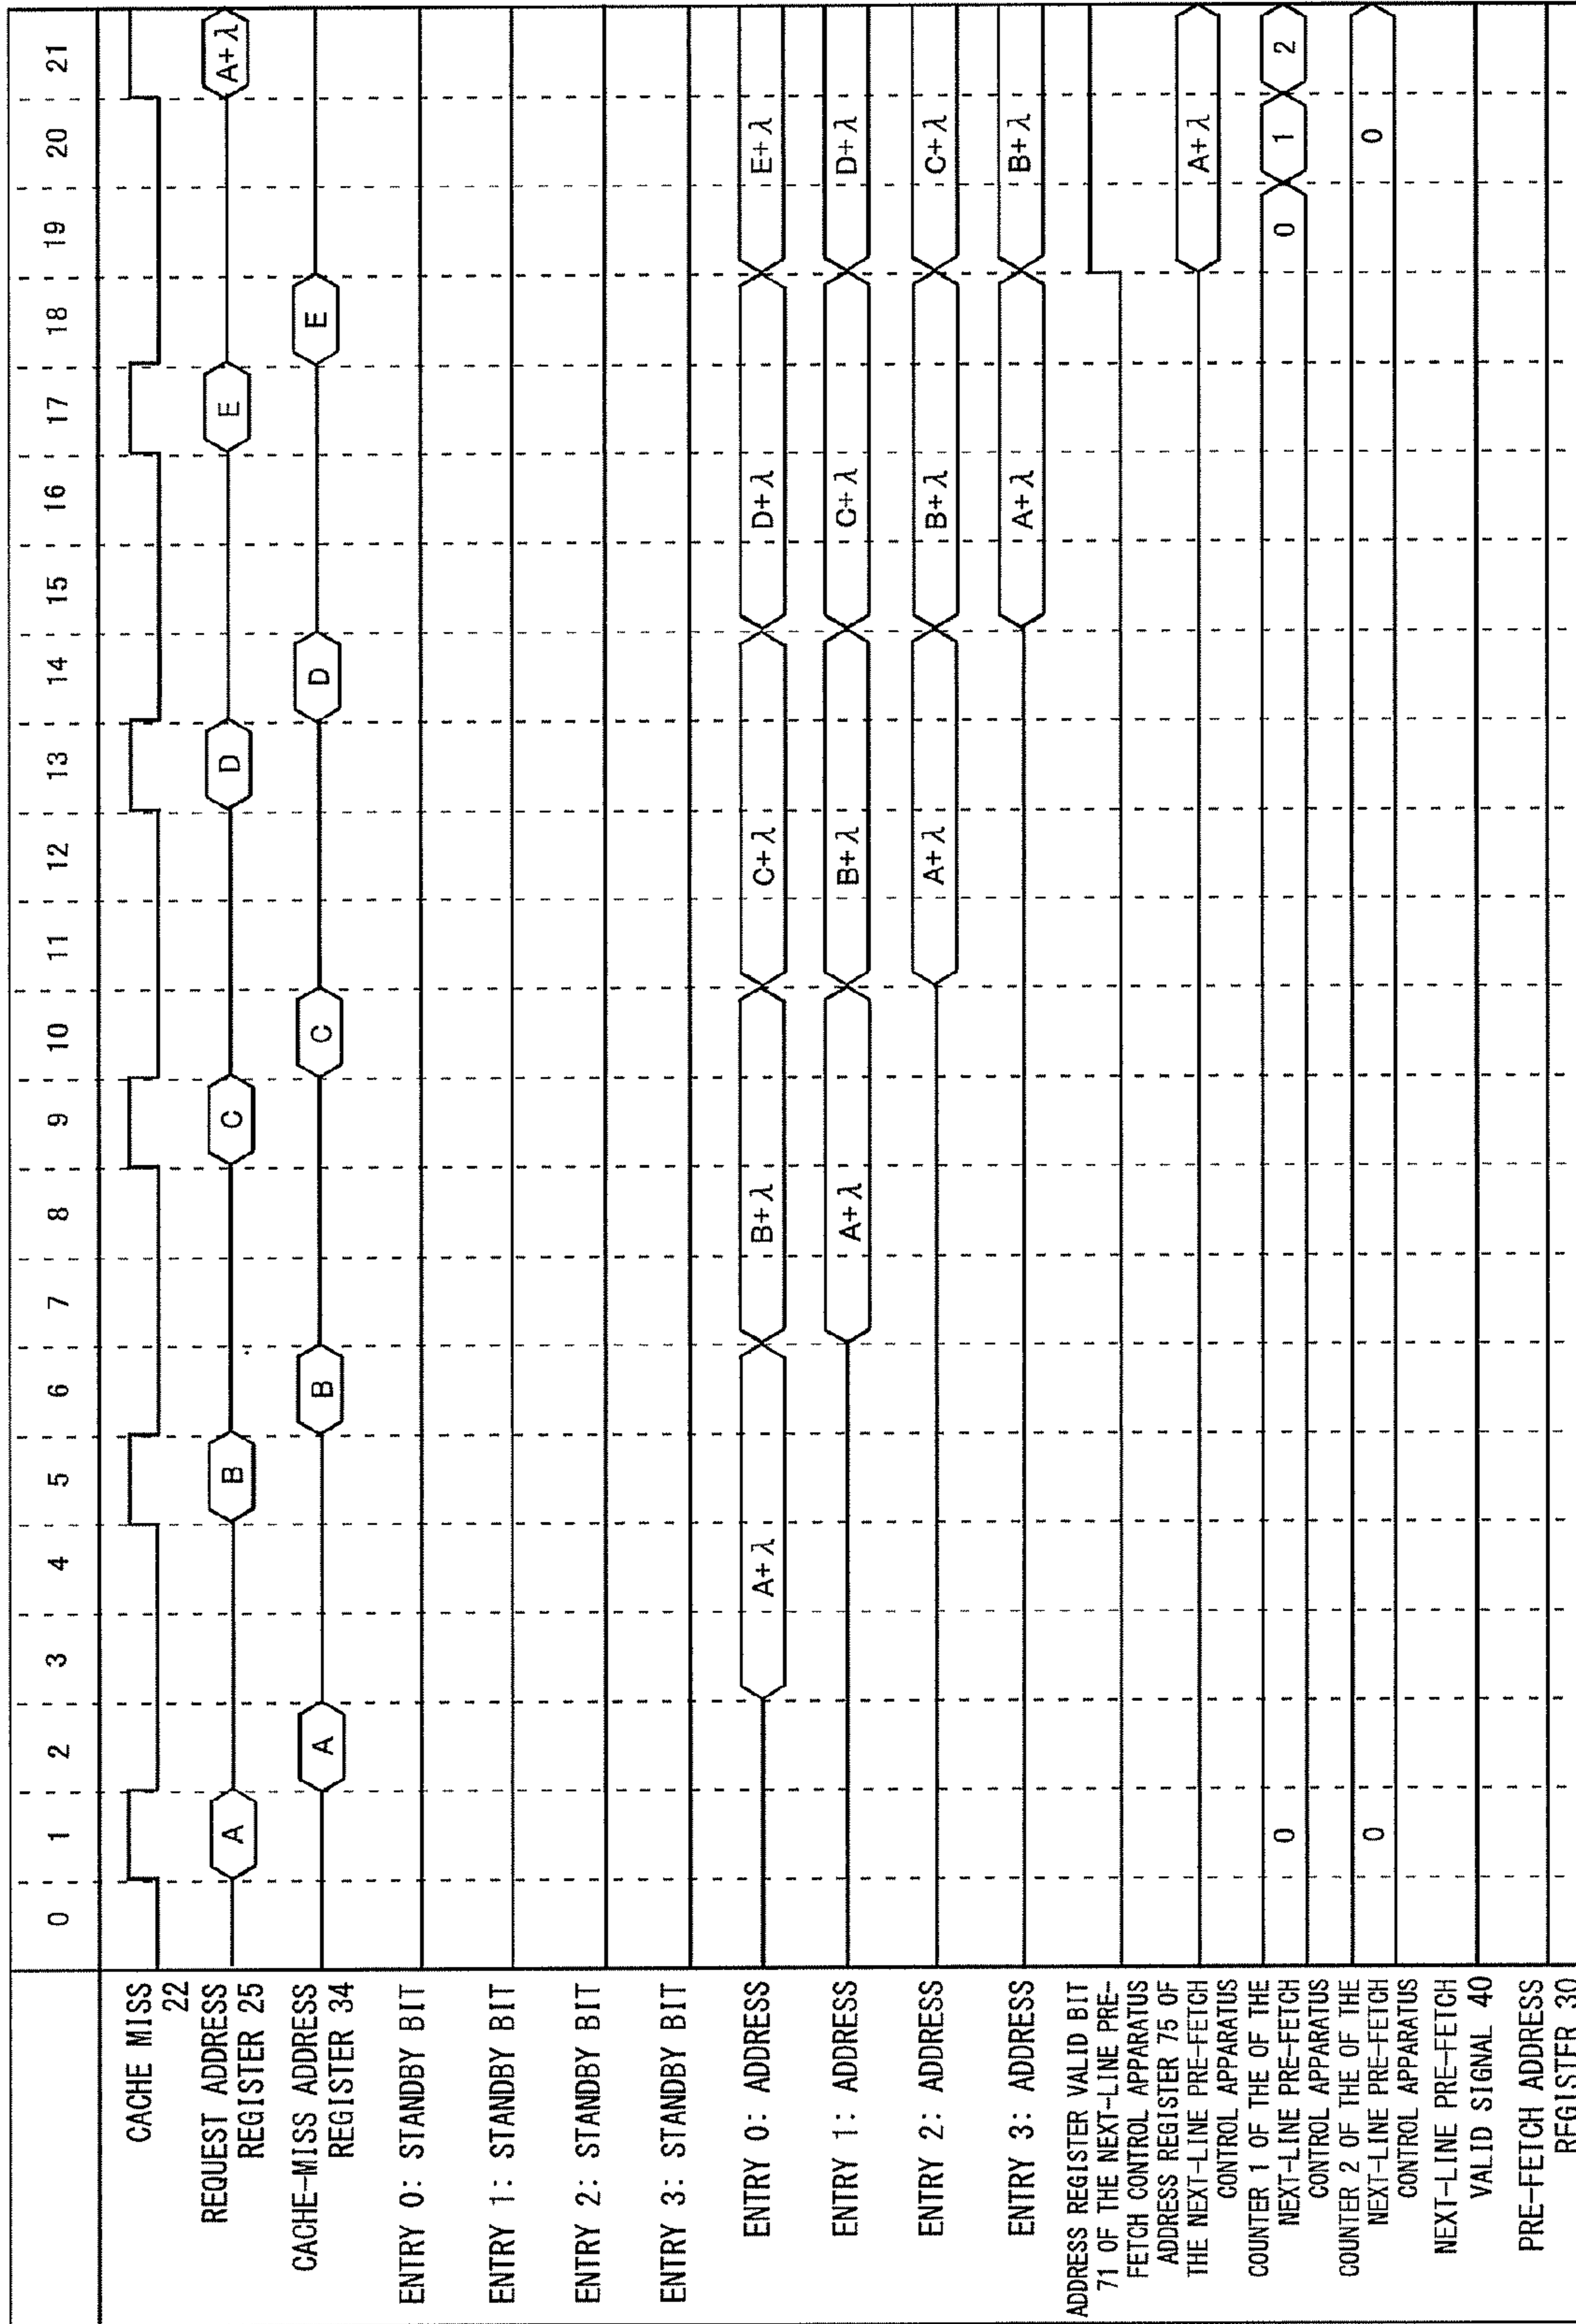 0 1 2 3 4 5 6 7 8 9 10 11 12 13 14 15 16 17 18 19 20 21
CACHE MISS
22
REQUEST ADDRESS
REGISTER 25
A B C D E A+λ
CACHE-MISS ADDRESS
REGISTER 34
A B C D E
ENTRY 0: STANDBY BIT
ENTRY 1: STANDBY BIT
ENTRY 2: STANDBY BIT
ENTRY 3: STANDBY BIT
ENTRY 0: ADDRESS
A+λ B+λ C+λ D+λ E+λ
ENTRY 1: ADDRESS
A+λ B+λ C+λ D+λ
ENTRY 2: ADDRESS
A+λ B+λ C+λ
ENTRY 3: ADDRESS
A+λ B+λ
ADDRESS REGISTER VALID BIT
71 OF THE NEXT-LINE PRE-
FETCH CONTROL APPARATUS
ADDRESS REGISTER 75 OF
THE NEXT-LINE PRE-FETCH
CONTROL APPARATUS
A+λ
COUNTER 1 OF THE OF THE
NEXT-LINE PRE-FETCH
CONTROL APPARATUS
0 0 1 2
COUNTER 2 OF THE OF THE
NEXT-LINE PRE-FETCH
CONTROL APPARATUS
0 0
NEXT-LINE PRE-FETCH
VALID SIGNAL 40
PRE-FETCH ADDRESS
REGISTER 30